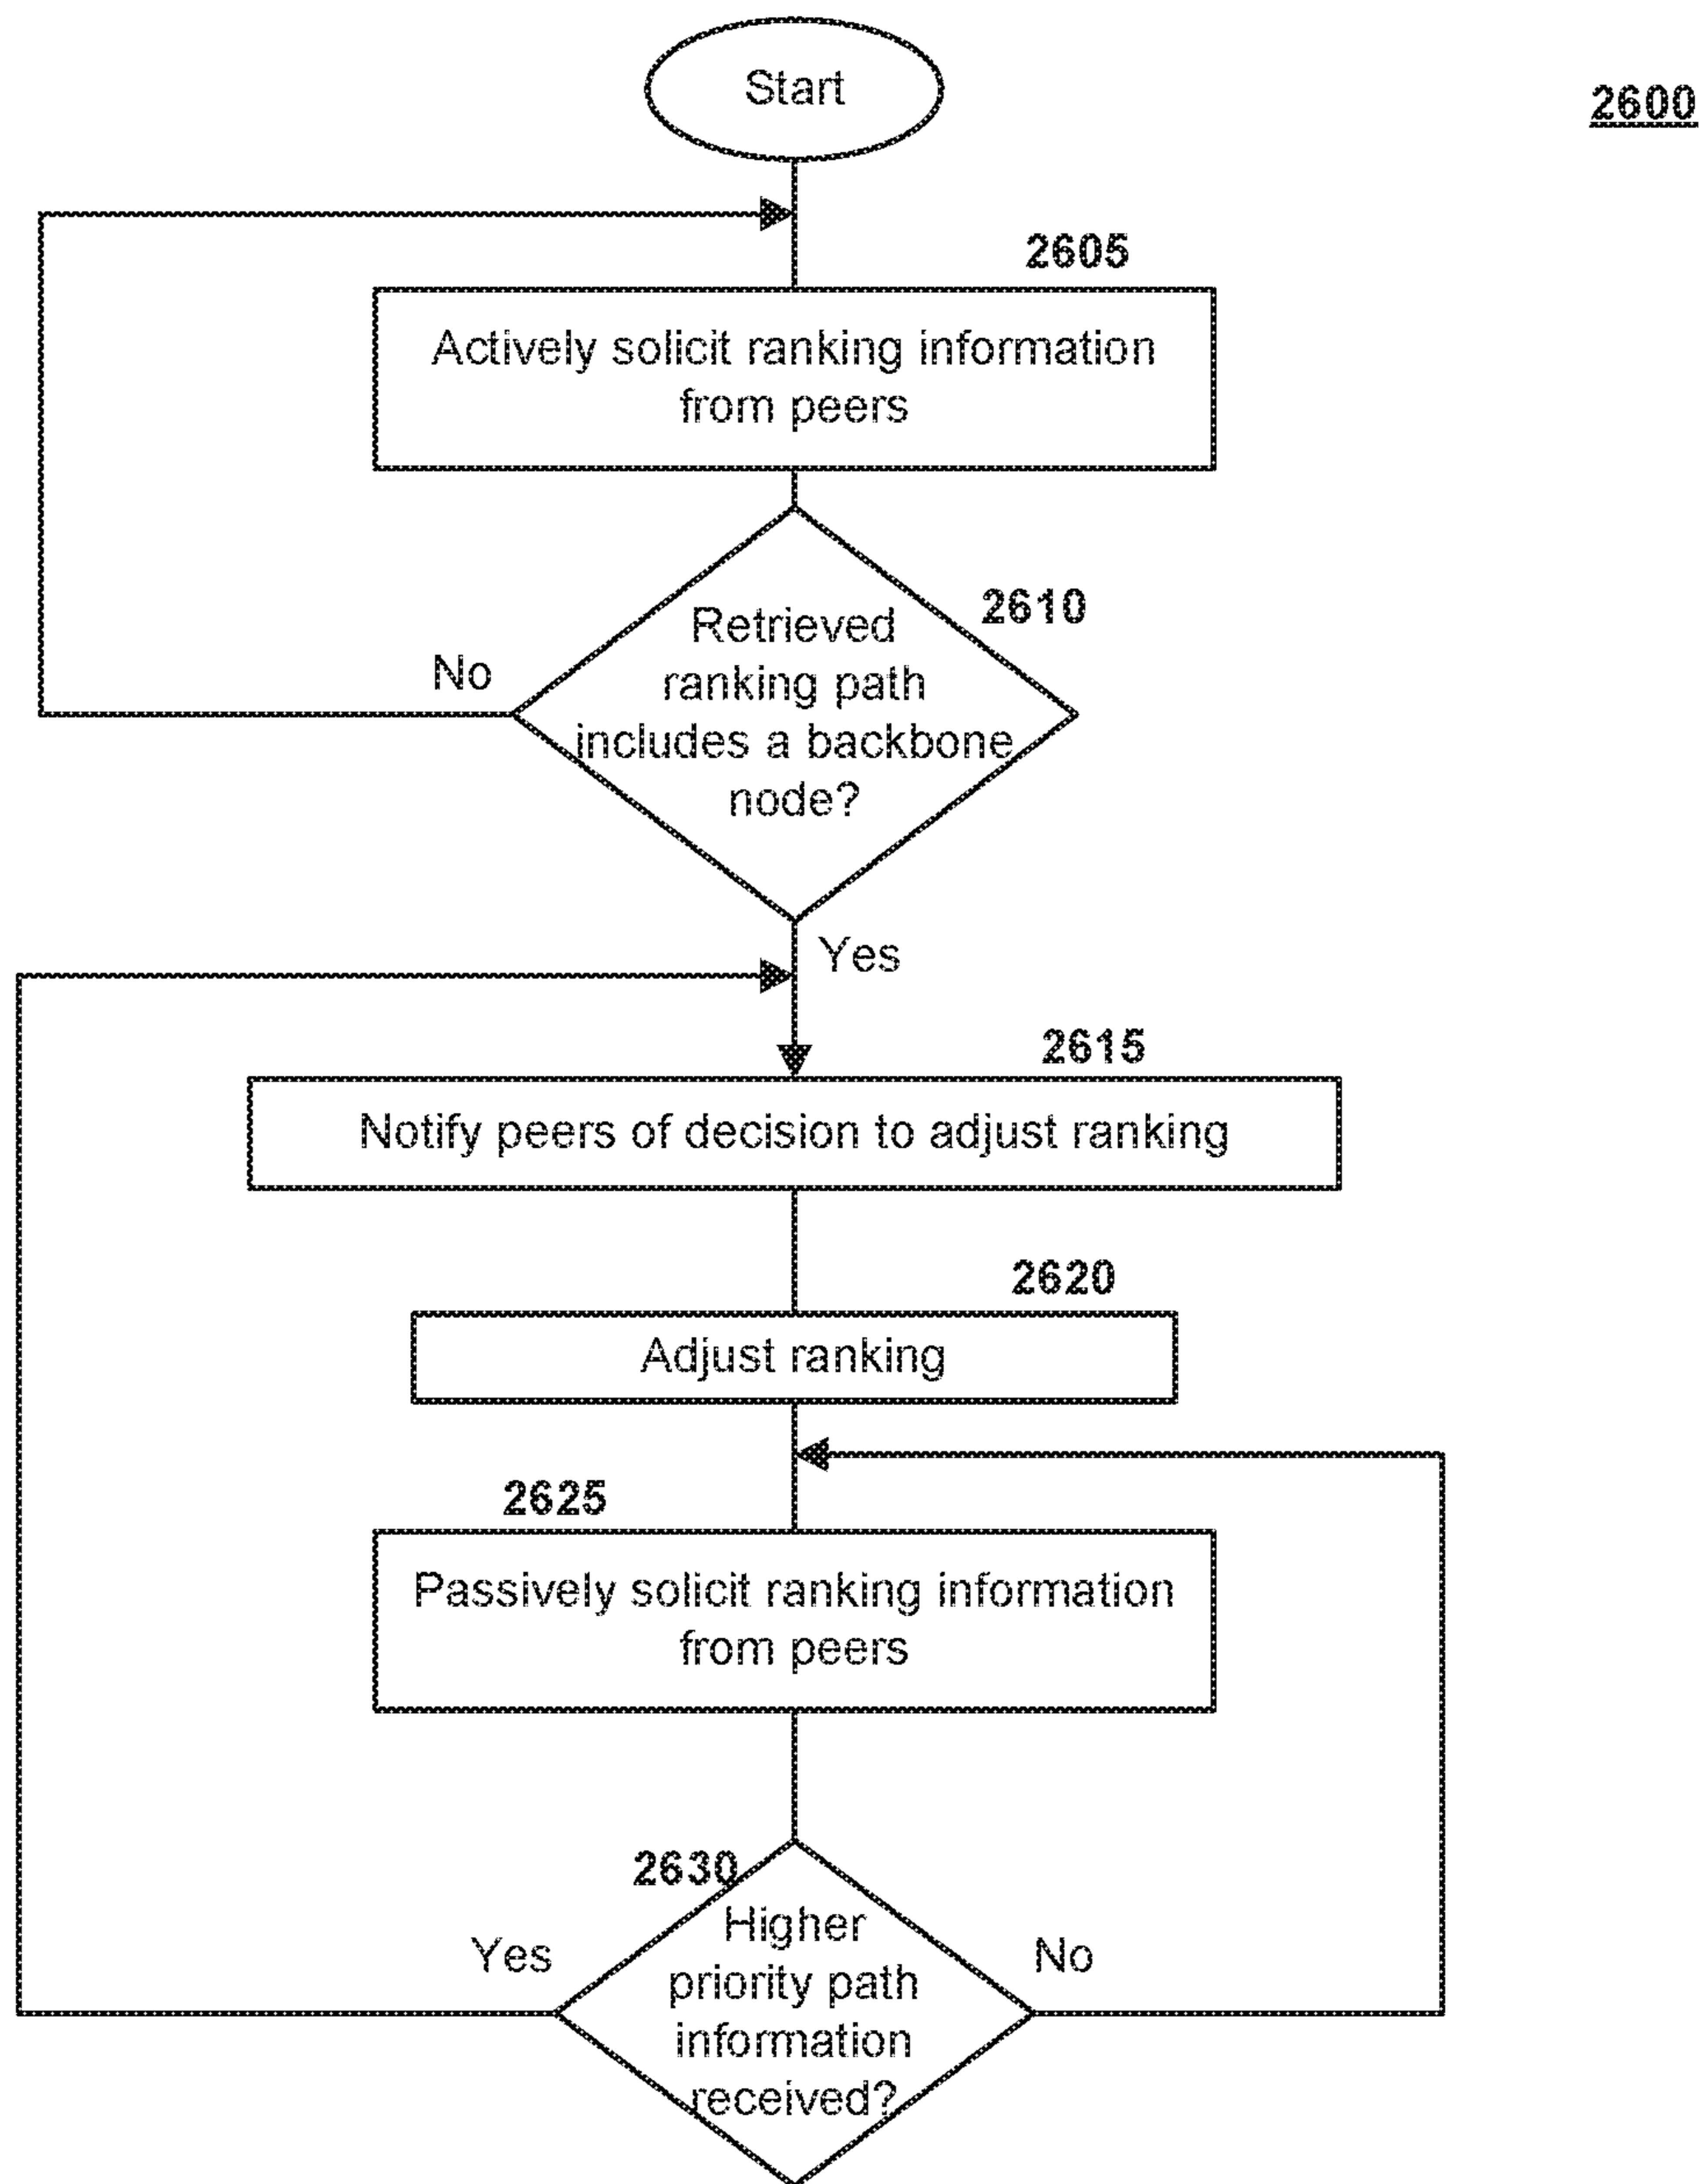 Start
2600
2605
Actively solicit ranking information
from peers
2610
Retrieved
ranking path
includes a backbone
node?
No
Yes
2615
Notify peers of decision to adjust ranking
2620
Adjust ranking
2625
Passively solicit ranking information
from peers
2630
Higher
priority path
information
received?
Yes
No